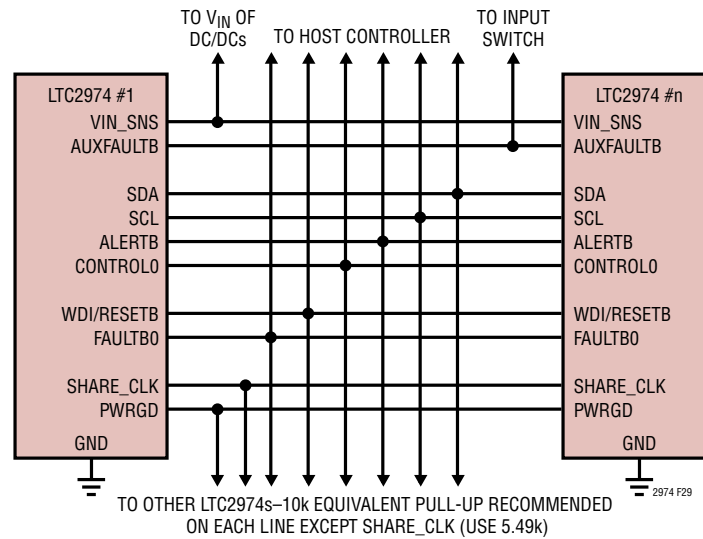 TO VIN OF
DC/DCs
TO HOST CONTROLLER
TO INPUT
SWITCH
LTC2974 #1
VIN_SNS
AUXFAULTB
SDA
SCL
ALERTB
CONTROL0
WDI/RESETB
FAULTB0
SHARE_CLK
PWRGD
GND
LTC2974 #n
VIN_SNS
AUXFAULTB
SDA
SCL
ALERTB
CONTROL0
WDI/RESETB
FAULTB0
SHARE_CLK
PWRGD
GND
2974 F29
TO OTHER LTC2974s–10k EQUIVALENT PULL-UP RECOMMENDED
ON EACH LINE EXCEPT SHARE_CLK (USE 5.49k)